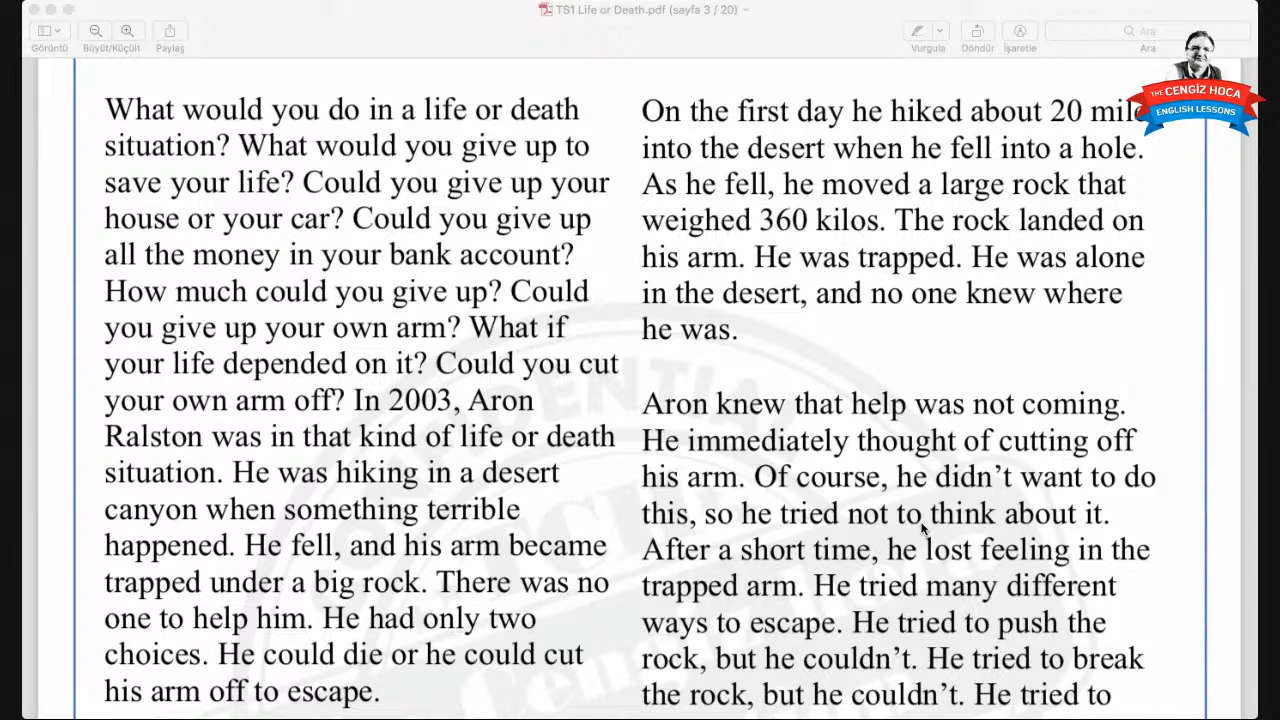 TS1 Life or Death.pdf (sayfa 3 / 20)
Görüntü
Büyüt/Küçült
Paylaş
Vurgula
Döndür
İşaretle
Ara
Ara
THE CENGİZ HOCA
ENGLISH LESSONS
What would you do in a life or death
situation? What would you give up to
save your life? Could you give up your
house or your car? Could you give up
all the money in your bank account?
How much could you give up? Could
you give up your own arm? What if
your life depended on it? Could you cut
your own arm off? In 2003, Aron
Ralston was in that kind of life or death
situation. He was hiking in a desert
canyon when something terrible
happened. He fell, and his arm became
trapped under a big rock. There was no
one to help him. He had only two
choices. He could die or he could cut
his arm off to escape.
On the first day he hiked about 20 mile
into the desert when he fell into a hole.
As he fell, he moved a large rock that
weighed 360 kilos. The rock landed on
his arm. He was trapped. He was alone
in the desert, and no one knew where
he was.
Aron knew that help was not coming.
He immediately thought of cutting off
his arm. Of course, he didn’t want to do
this, so he tried not to think about it.
After a short time, he lost feeling in the
trapped arm. He tried many different
ways to escape. He tried to push the
rock, but he couldn’t. He tried to break
the rock, but he couldn’t. He tried to